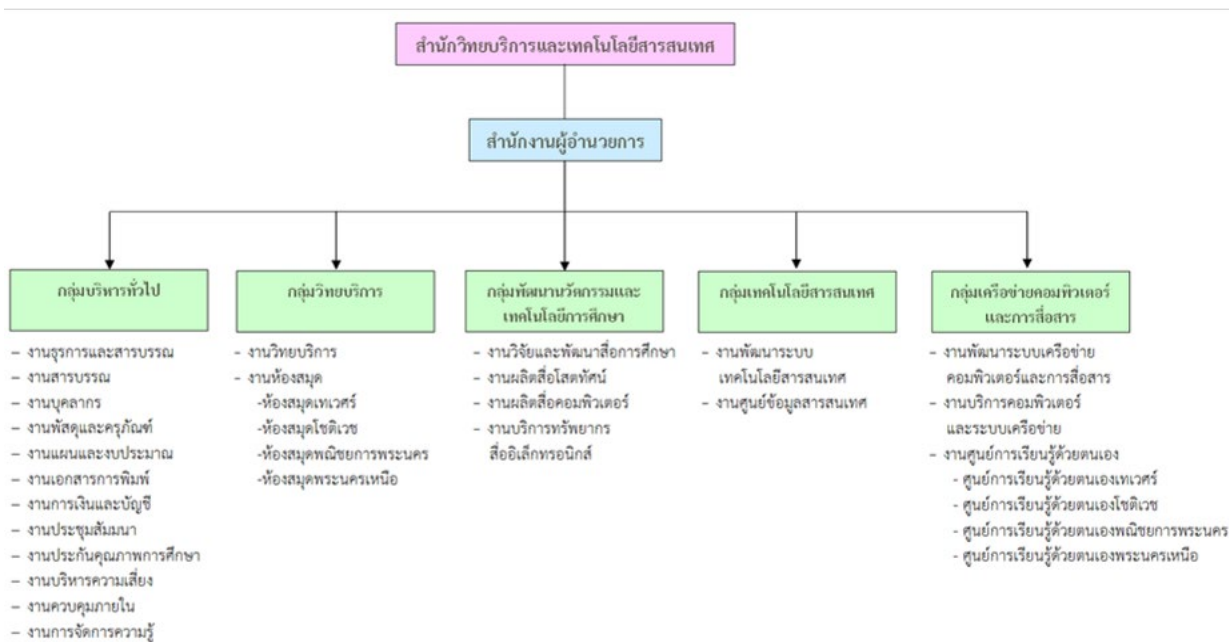 สำนักวิทยบริการและเทคโนโลยีสารสนเทศ
สำนักงานผู้อำนวยการ
กลุ่มบริหารทั่วไป
– งานธุรการและสารบรรณ
– งานสารบรรณ
– งานบุคลากร
– งานพัสดุและครุภัณฑ์
– งานแผนและงบประมาณ
– งานเอกสารการพิมพ์
– งานการเงินและบัญชี
– งานประชุมสัมมนา
– งานประกันคุณภาพการศึกษา
– งานบริหารความเสี่ยง
– งานควบคุมภายใน
– งานการจัดการความรู้
กลุ่มวิทยบริการ
– งานวิทยบริการ
– งานห้องสมุด
-ห้องสมุดเทเวศร์
-ห้องสมุดโชติเวช
-ห้องสมุดพณิชยการพระนคร
-ห้องสมุดพระนครเหนือ
กลุ่มพัฒนานวัตกรรมและ
เทคโนโลยีการศึกษา
– งานวิจัยและพัฒนาสื่อการศึกษา
– งานผลิตสื่อโสตทัศน์
– งานผลิตสื่อคอมพิวเตอร์
– งานบริการทรัพยากร
สื่ออิเล็กทรอนิกส์
กลุ่มเทคโนโลยีสารสนเทศ
– งานพัฒนาระบบ
เทคโนโลยีสารสนเทศ
– งานศูนย์ข้อมูลสารสนเทศ
กลุ่มเครือข่ายคอมพิวเตอร์
และการสื่อสาร
– งานพัฒนาระบบเครือข่าย
คอมพิวเตอร์และการสื่อสาร
– งานบริการคอมพิวเตอร์
และระบบเครือข่าย
– งานศูนย์การเรียนรู้ด้วยตนเอง
- ศูนย์การเรียนรู้ด้วยตนเองเทเวศร์
- ศูนย์การเรียนรู้ด้วยตนเองโชติเวช
- ศูนย์การเรียนรู้ด้วยตนเองพณิชยการพระนคร
- ศูนย์การเรียนรู้ด้วยตนเองพระนครเหนือ